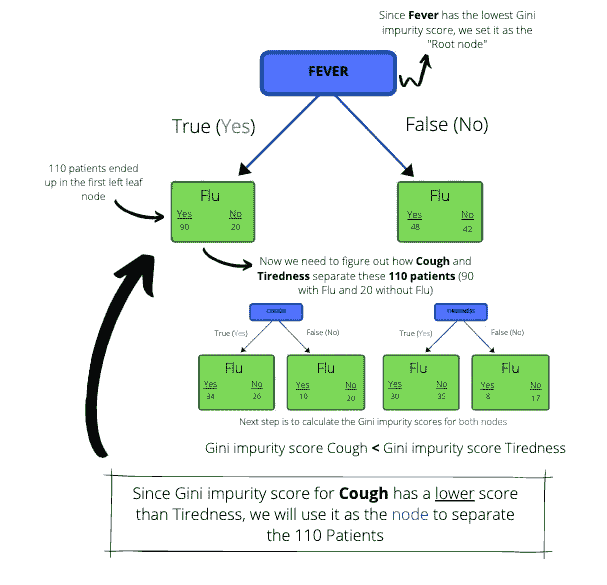 Since Fever has the lowest Gini
impurity score, we set it as the
"Root node"
FEVER
True (Yes)
False (No)
110 patients ended
up in the first left leaf
node
Flu
Yes No
90 20
Flu
Yes No
48 42
Now we need to figure out how Cough and
Tiredness separate these 110 patients (90
with Flu and 20 without Flu)
True (Yes)
False (No)
True (Yes)
False (No)
Flu
Yes No
34 26
Flu
Yes No
20
Flu
Yes No
30 35
Flu
Yes No
8 17
Next step is to calculate the Gini impurity scores for both nodes
Gini impurity score Cough < Gini impurity score Tiredness
Since Gini impurity score for Cough has a lower score
than Tiredness, we will use it as the node to separate
the 110 Patients